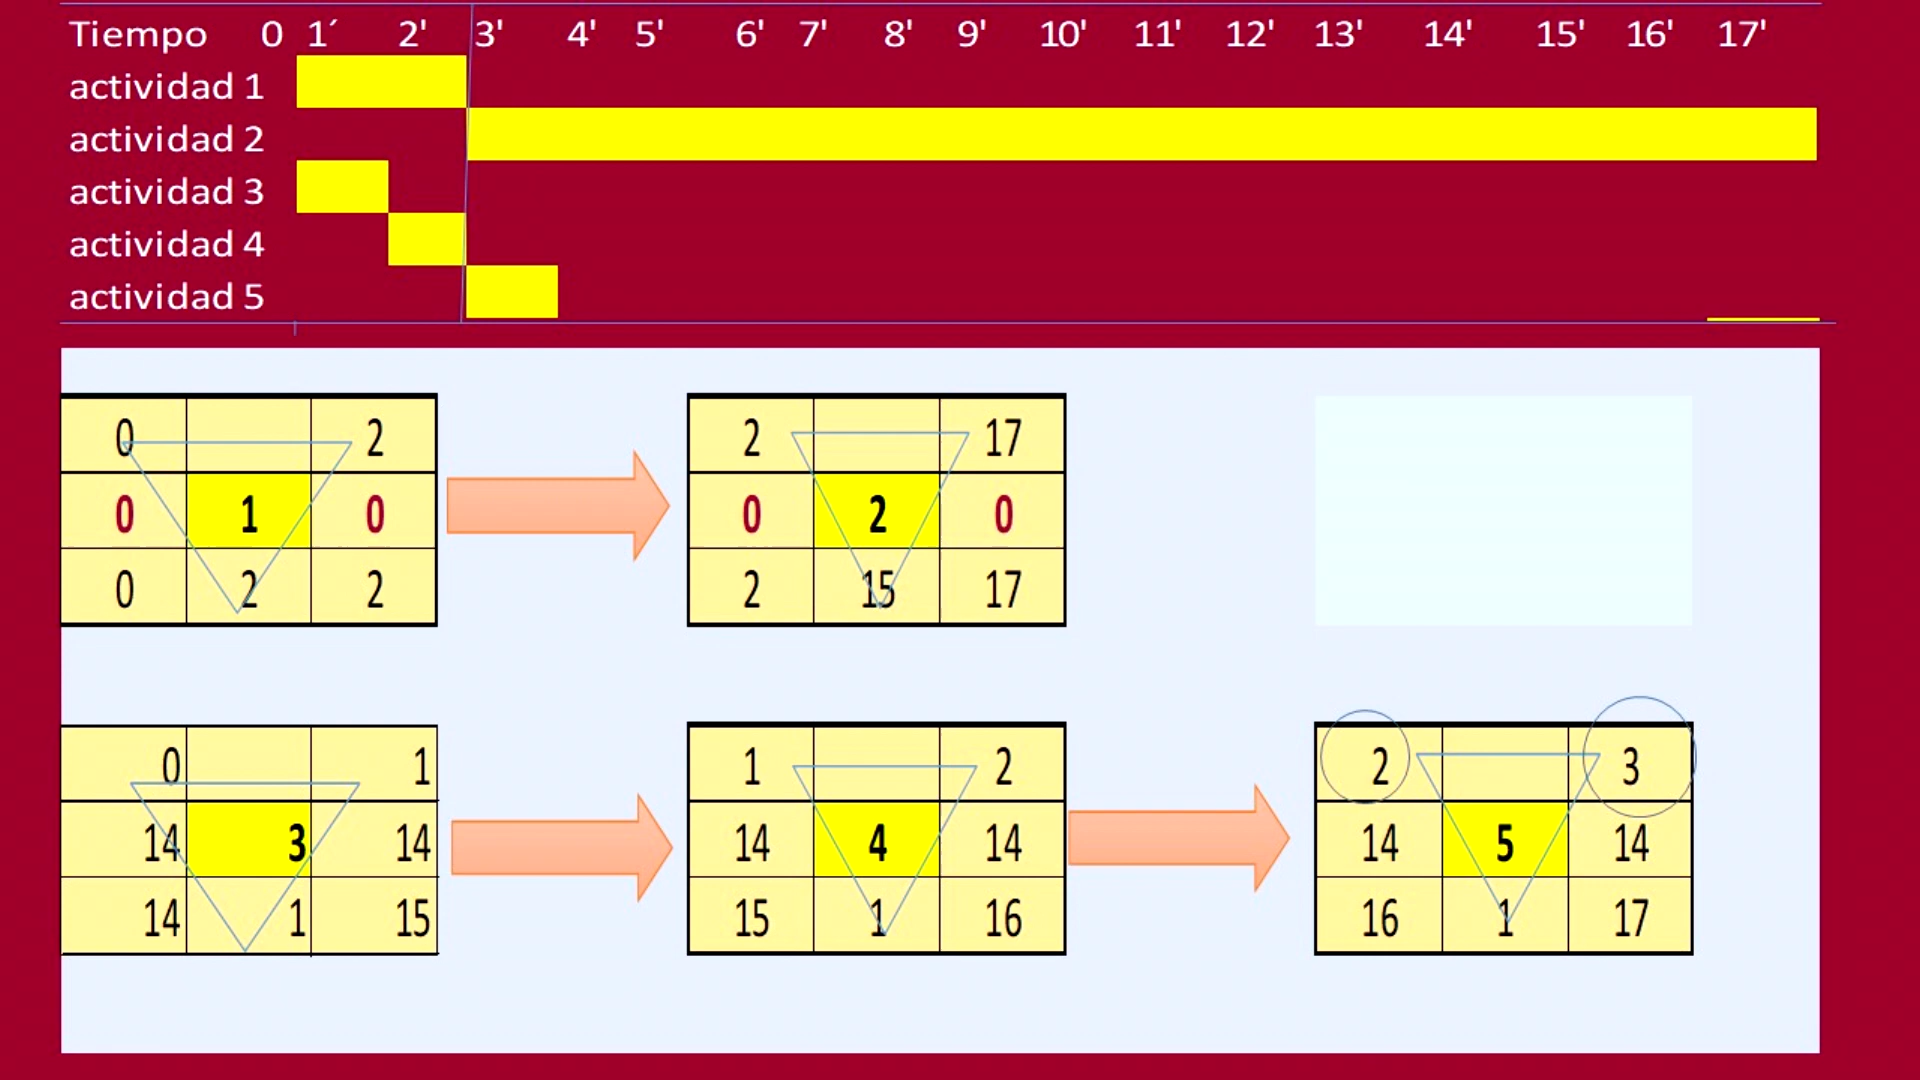 Tiempo 0 1´ 2' 3' 4' 5' 6' 7' 8' 9' 10' 11' 12' 13' 14' 15' 16' 17'
actividad 1
actividad 2
actividad 3
actividad 4
actividad 5
0 2 2 17
0 1 0 0 2 0
0 2 2 2 15 17
0 1 1 2 2 3
14 3 14 14 4 14 14 5 14
14 1 15 15 1 16 16 1 17